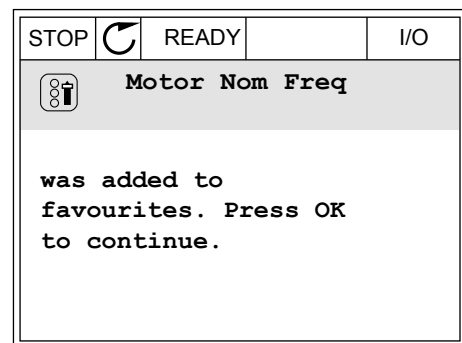 STOP READY I/O
Motor Nom Freq
was added to
favourites. Press OK
to continue.